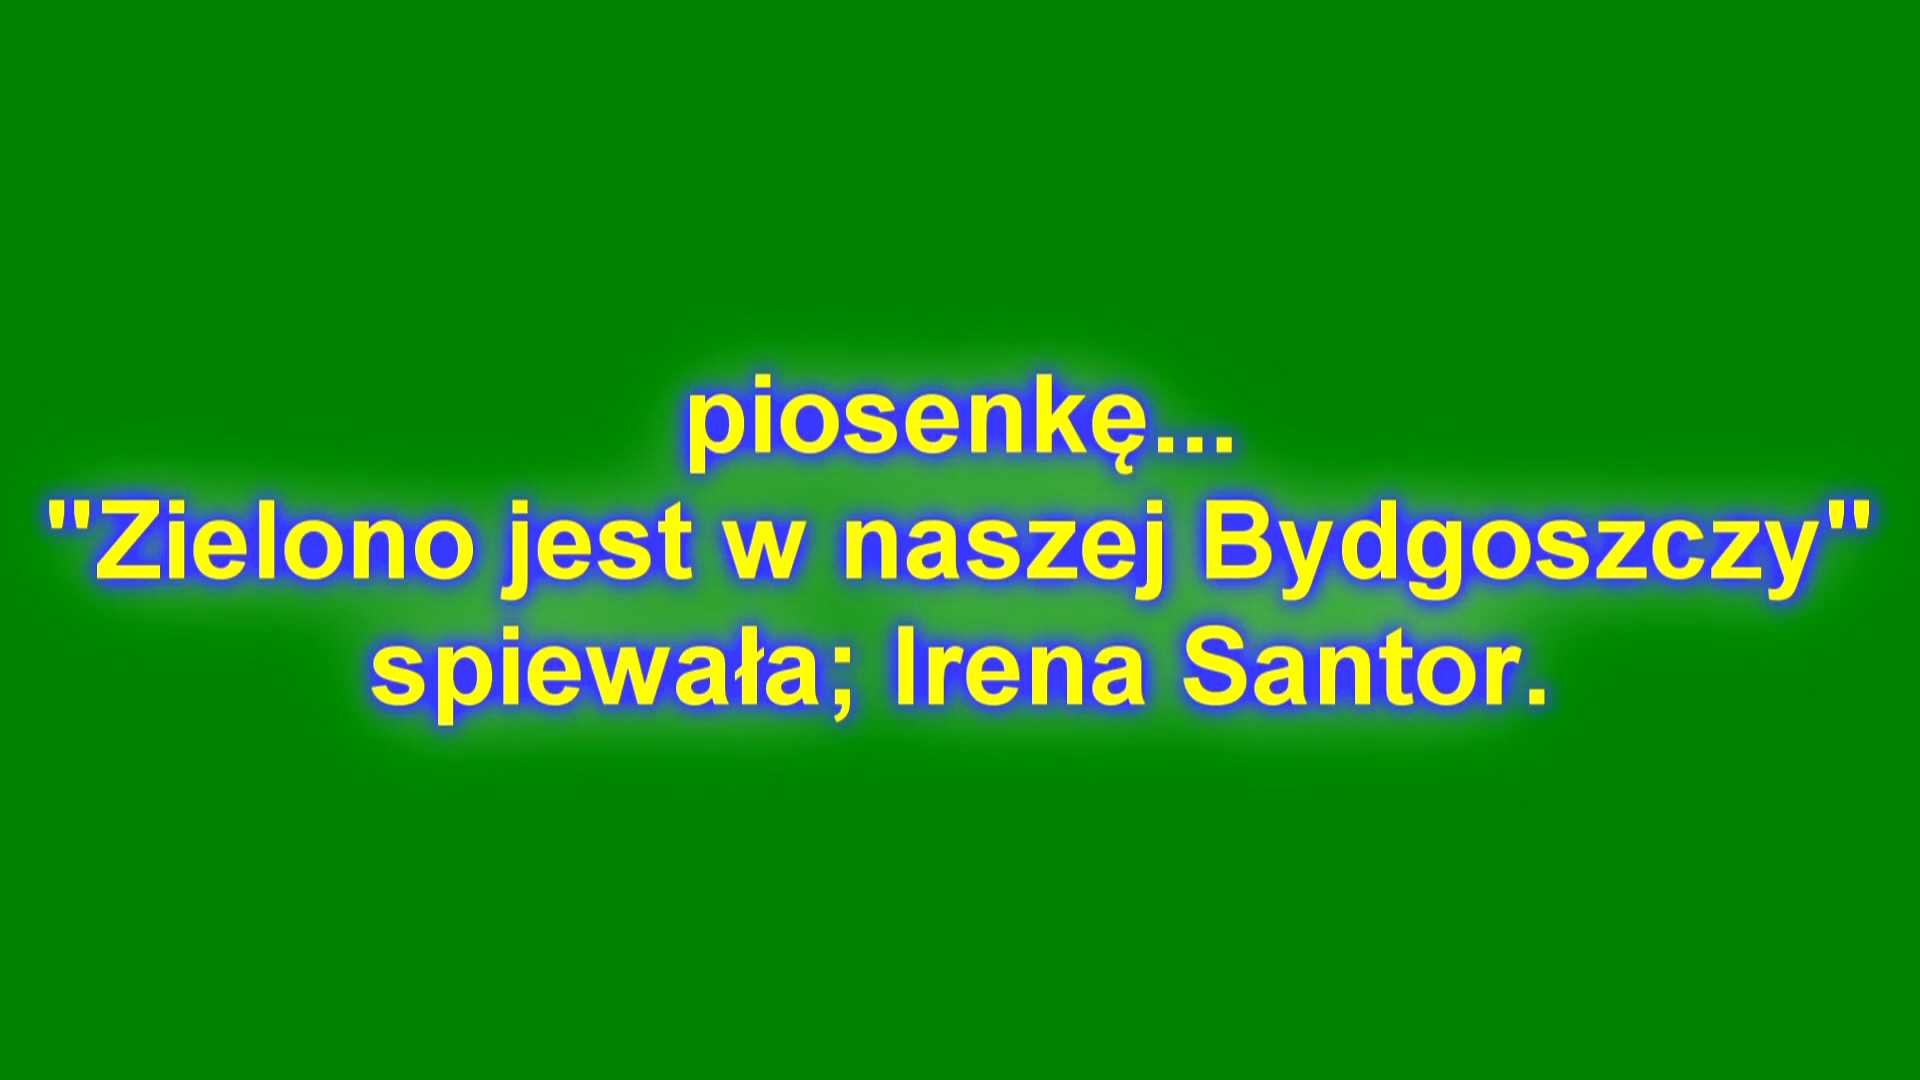 piosenkę...
"Zielono jest w naszej Bydgoszczy"
spiewała; Irena Santor.